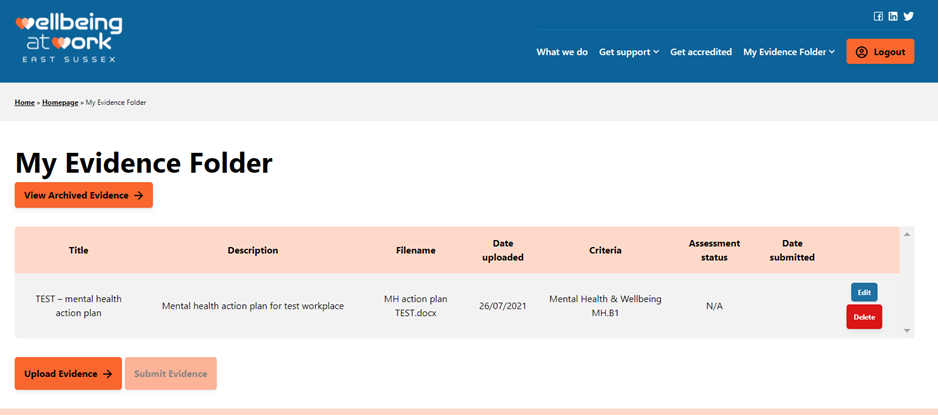 wellbeing
at work
EAST SUSSEX
What we do Get support Get accredited My Evidence Folder Logout
Home » Homepage » My Evidence Folder
My Evidence Folder
View Archived Evidence →
Title Description Filename Date uploaded Criteria Assessment status Date submitted
TEST – mental health action plan Mental health action plan for test workplace MH action plan TEST.docx 26/07/2021 Mental Health & Wellbeing MH.B1 N/A Edit
Delete
Upload Evidence → Submit Evidence